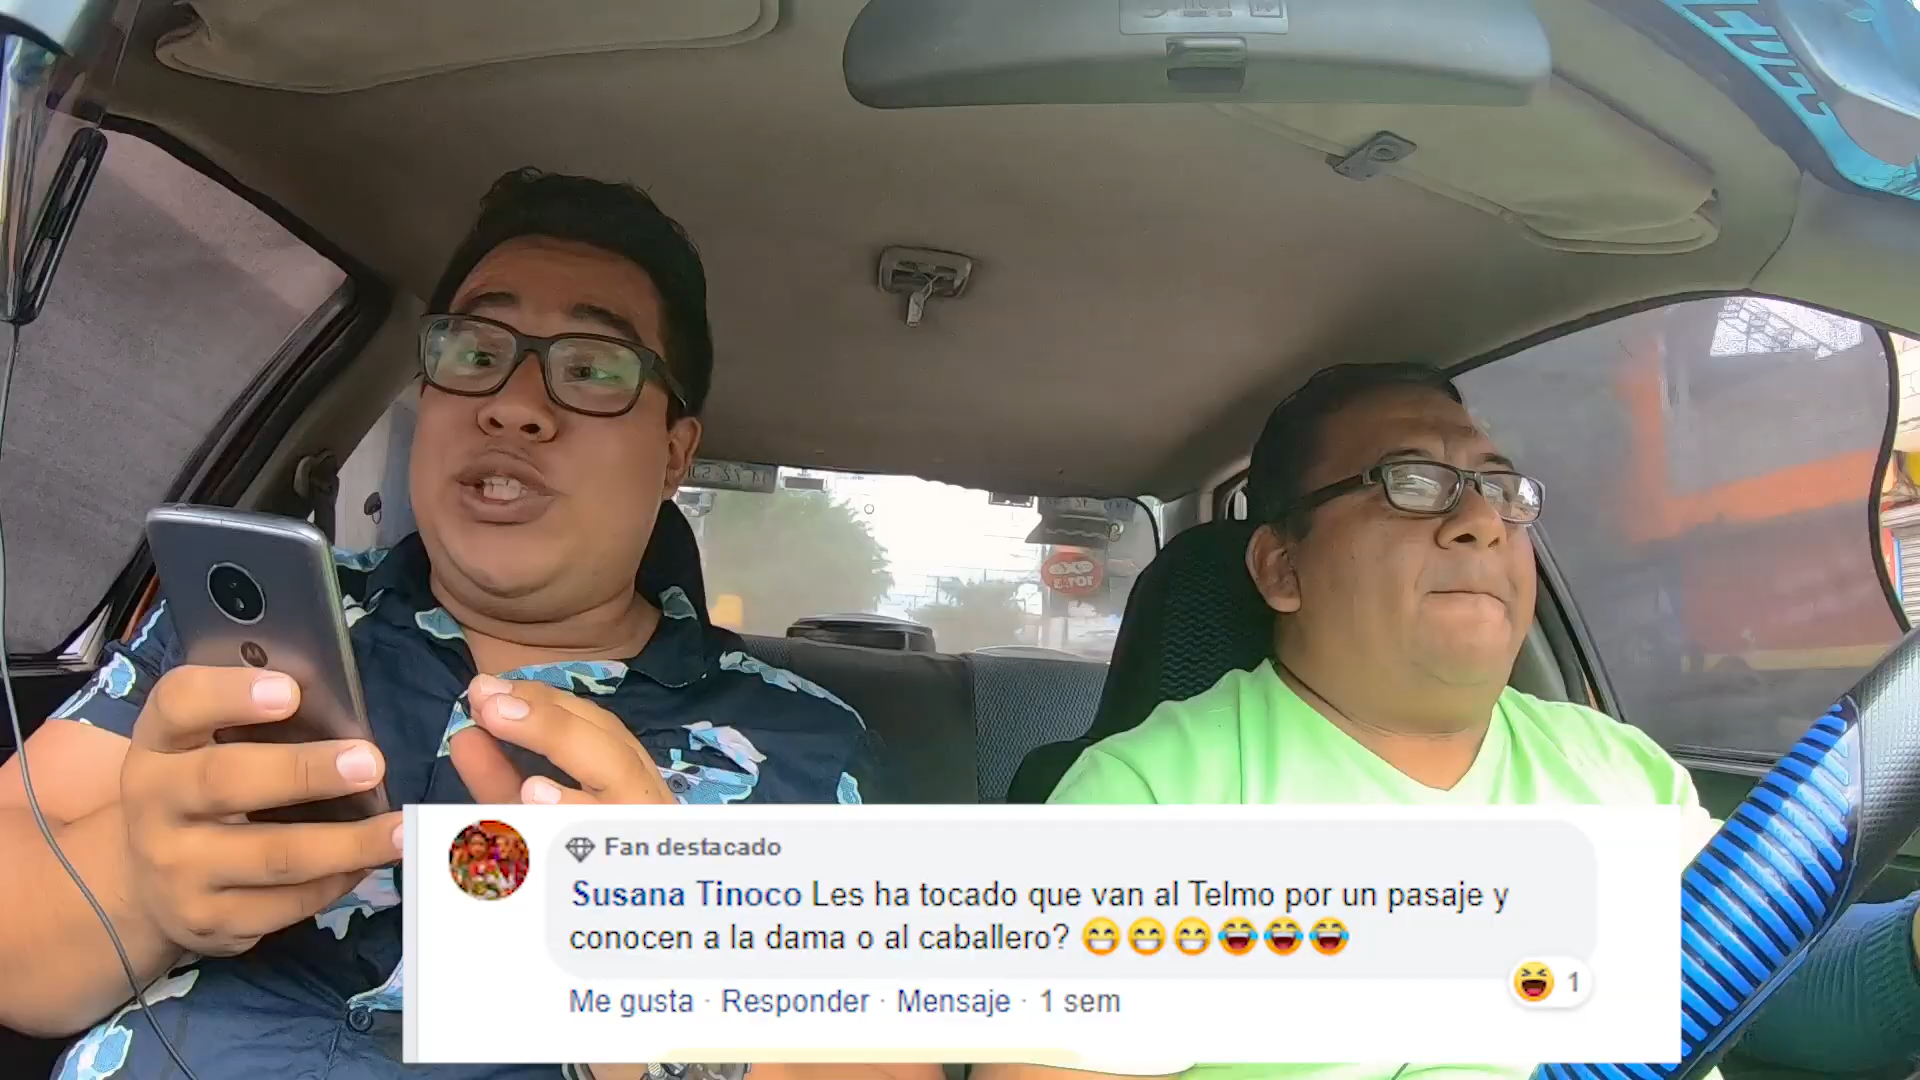 Fan destacado
Susana Tinoco Les ha tocado que van al Telmo por un pasaje y
conocen a la dama o al caballero? 😁😁😁😂😂😂
1
Me gusta · Responder · Mensaje · 1 sem